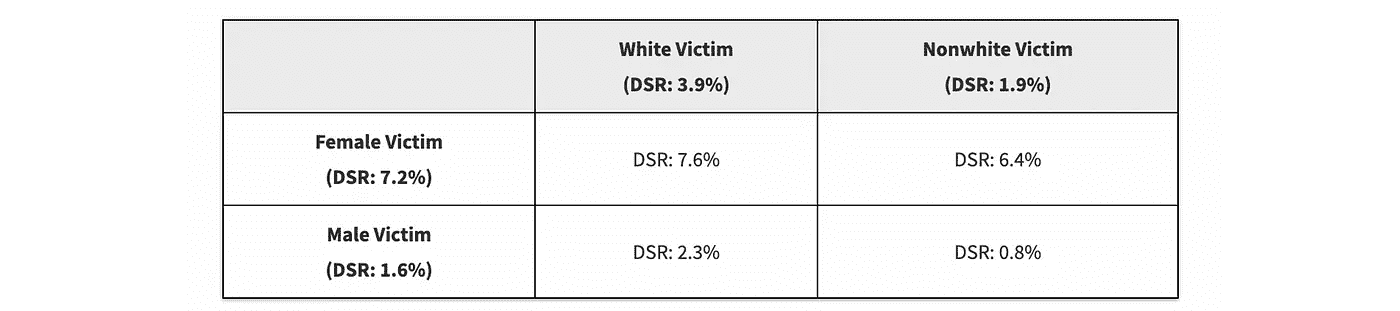 White Victim
(DSR: 3.9%)
Nonwhite Victim
(DSR: 1.9%)
Female Victim
(DSR: 7.2%)
DSR: 7.6%
DSR: 6.4%
Male Victim
(DSR: 1.6%)
DSR: 2.3%
DSR: 0.8%